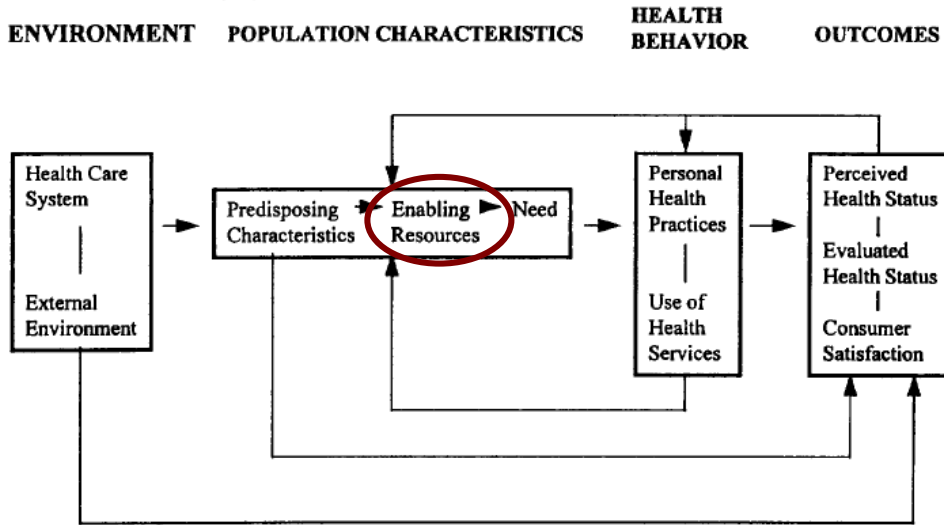 ENVIRONMENT
POPULATION CHARACTERISTICS
HEALTH
BEHAVIOR
OUTCOMES
Health Care
System
External
Environment
Predisposing
Characteristics
Enabling
Resources
Need
Personal
Health
Practices
Use of
Health
Services
Perceived
Health Status
Evaluated
Health Status
Consumer
Satisfaction